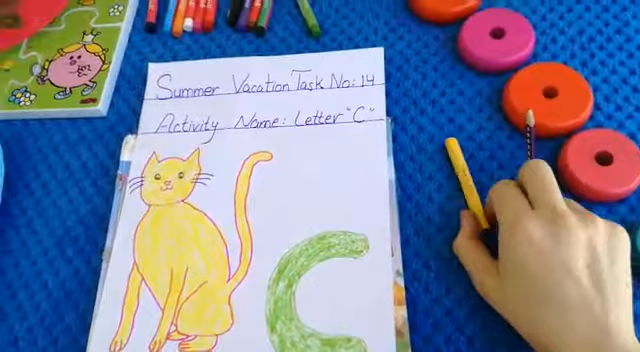 Summer Vacation Task No: 14
Activity Name: Letter "C"
C